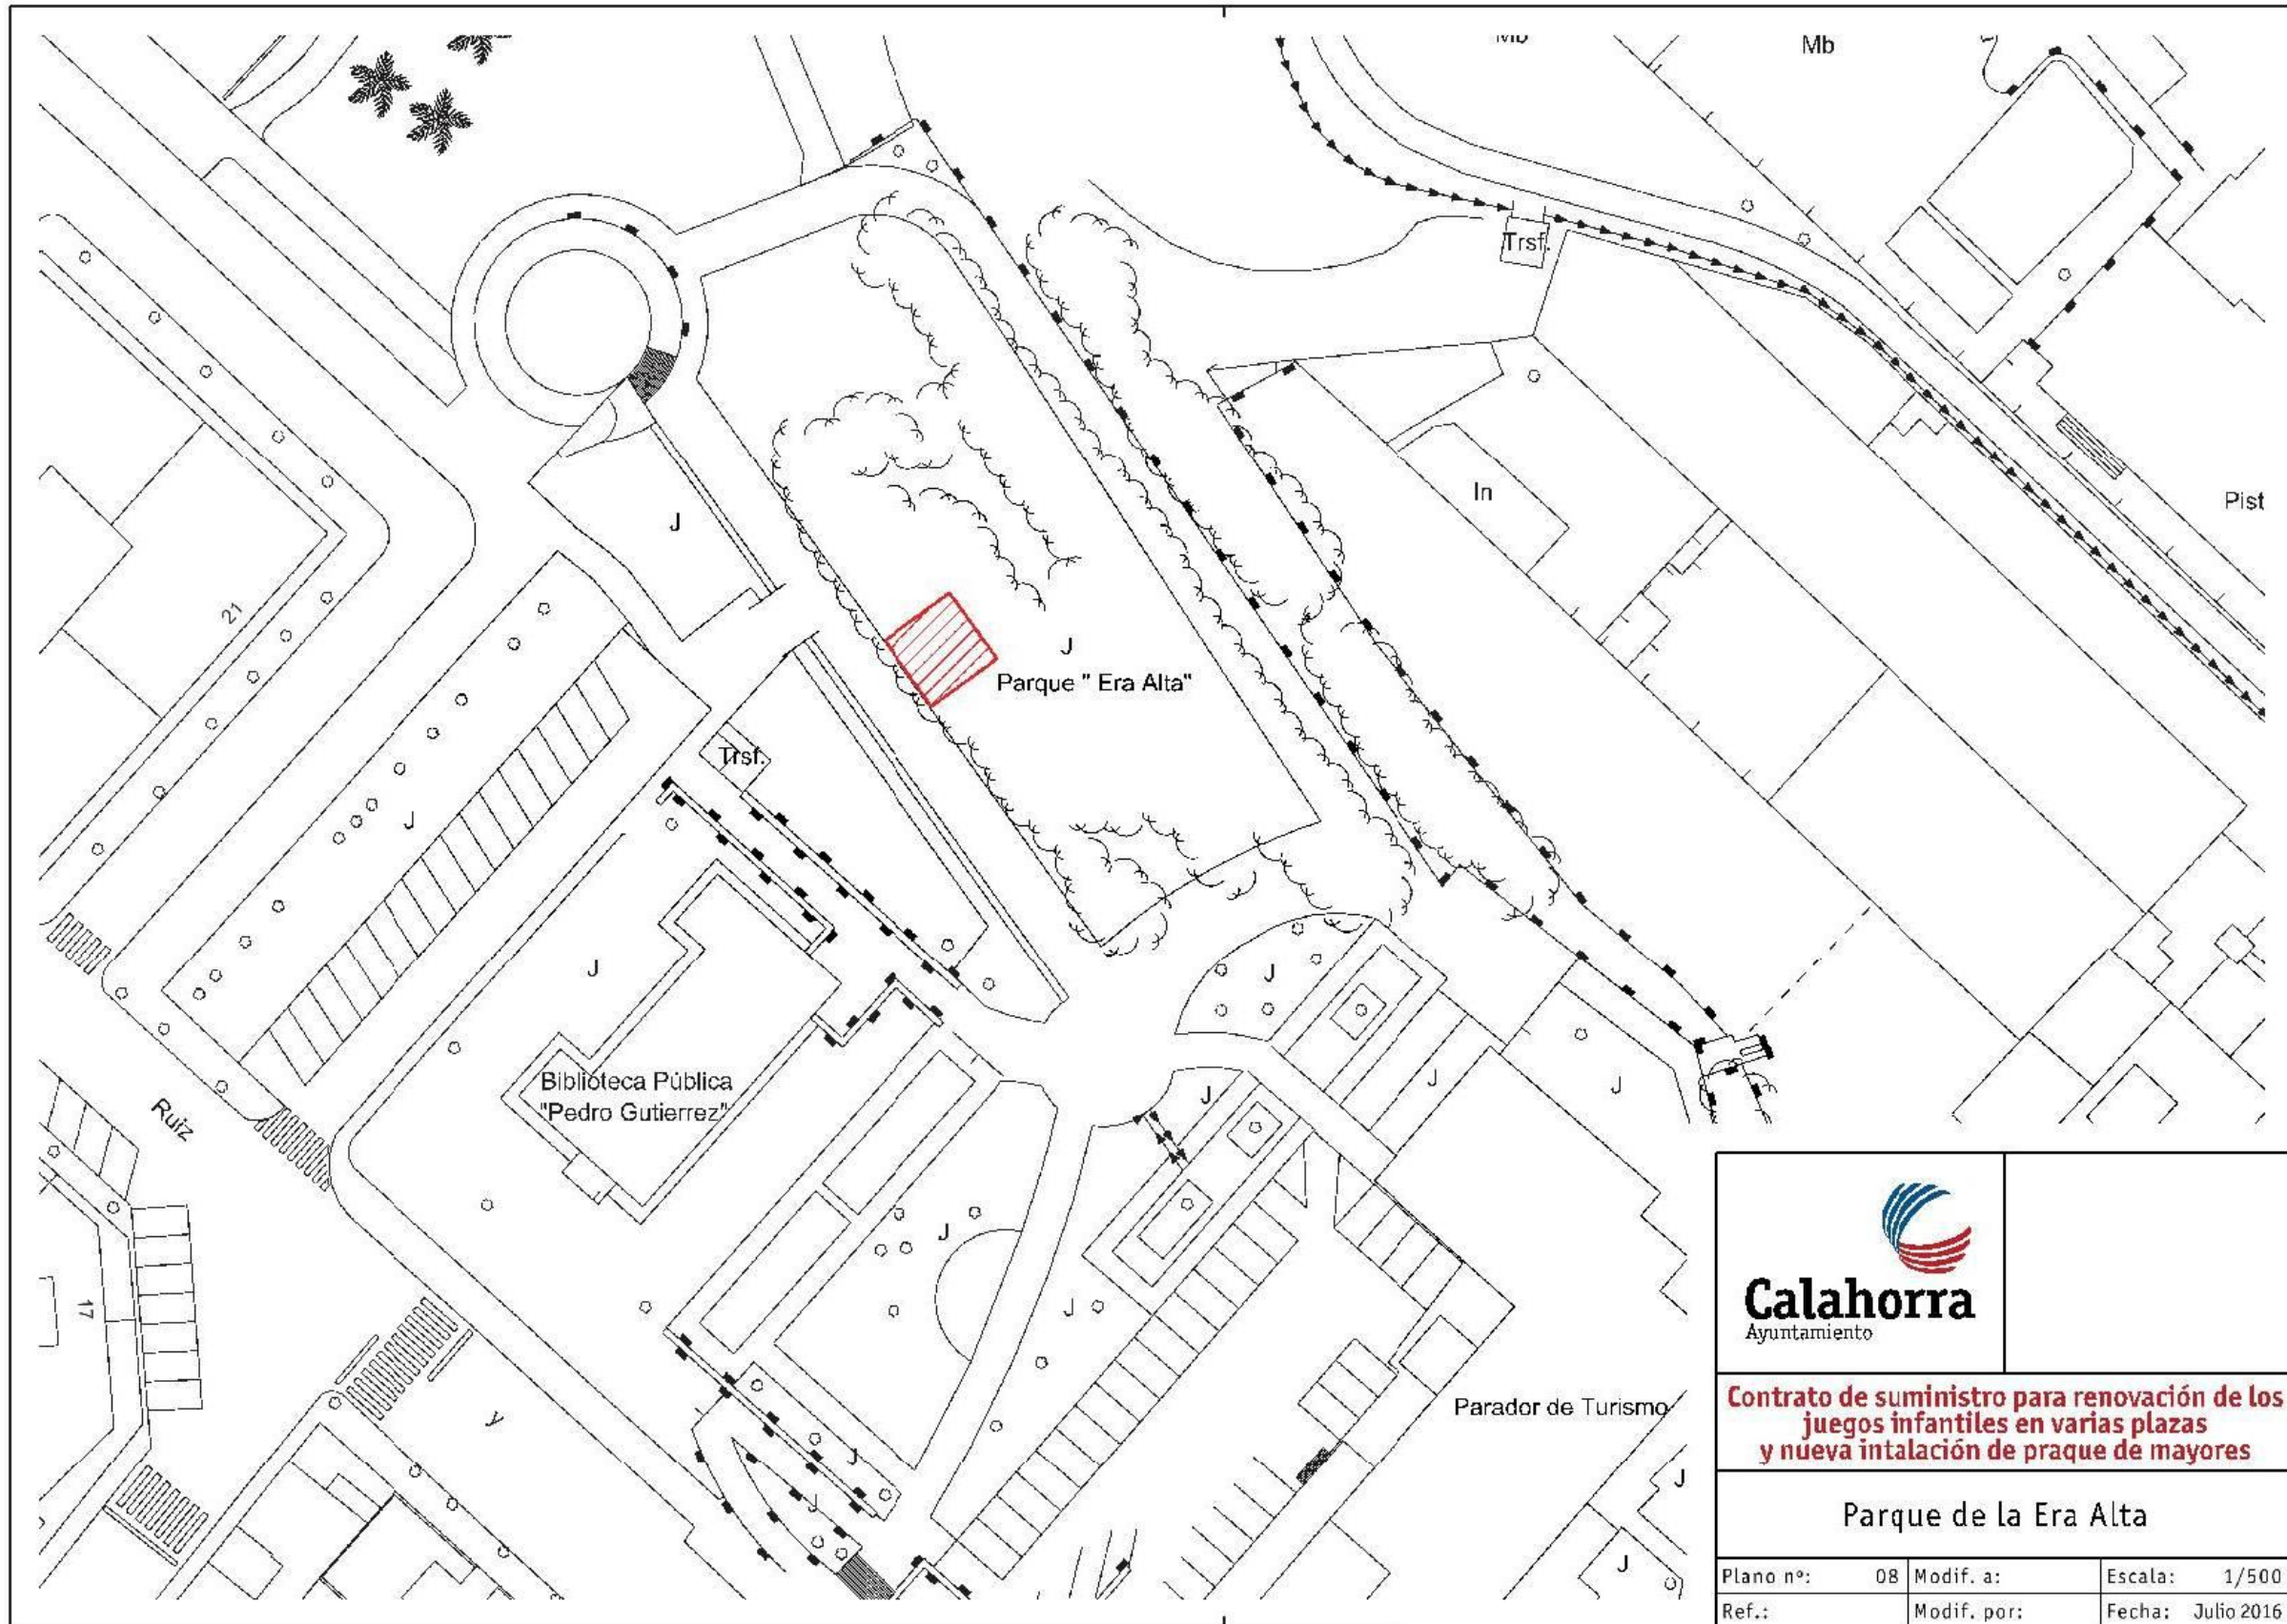 Mb
Mb
Trsf.
In
Pist
J
21
J
Parque " Era Alta"
Trsf.
J
J
J
Biblioteca Pública
"Pedro Gutierrez"
J
J
J
Ruiz
J
J
17
y
Parador de Turismo
J
J
J
J
Calahorra
Ayuntamiento
Contrato de suministro para renovación de los
juegos infantiles en varias plazas
y nueva intalación de praque de mayores
Parque de la Era Alta
Plano nº: 08 Modif. a: Escala: 1/500
Ref.: Modif. por: Fecha: Julio 2016